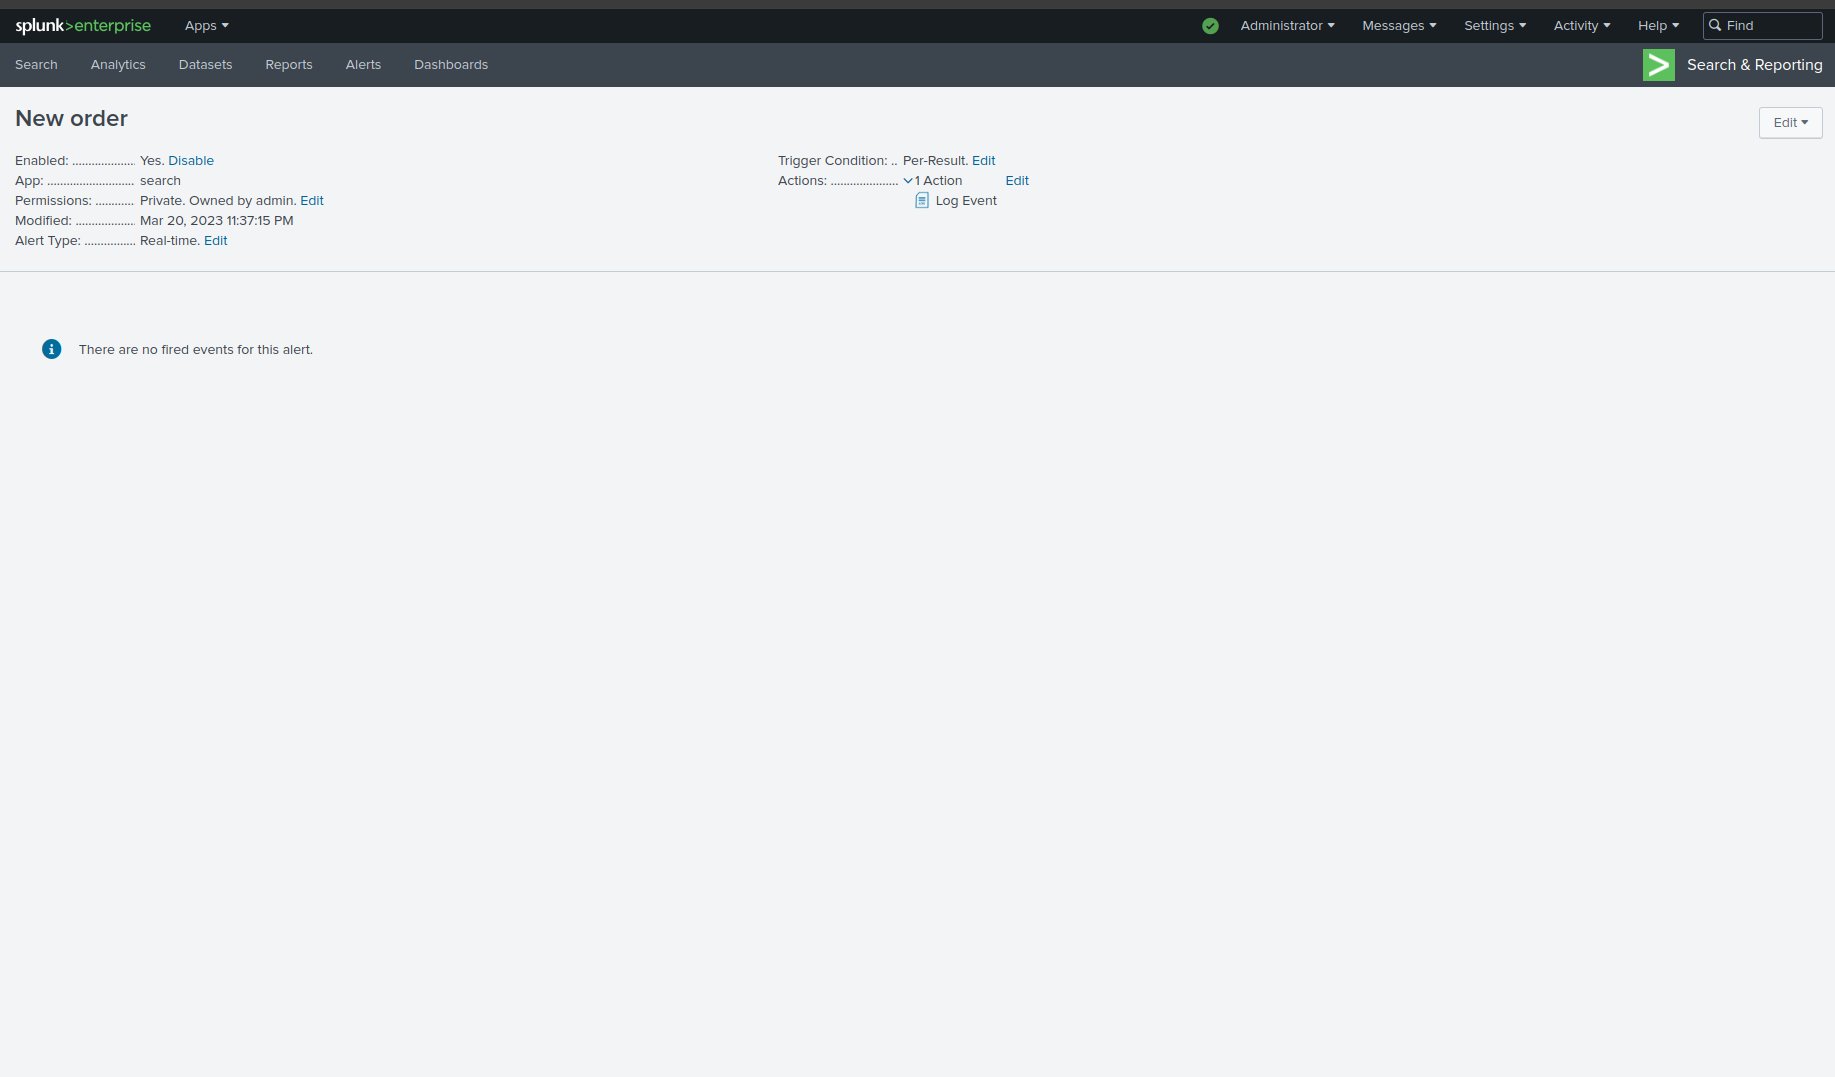 splunk>enterprise Apps Administrator Messages Settings Activity Help Find
Search Analytics Datasets Reports Alerts Dashboards Search & Reporting
New order
Edit
Enabled: ................... Yes. Disable
App: ........................... search
Permissions: ............ Private. Owned by admin. Edit
Modified: .................. Mar 20, 2023 11:37:15 PM
Alert Type: ................ Real-time. Edit
Trigger Condition: .. Per-Result. Edit
Actions: ..................... 1 Action Edit
Log Event
There are no fired events for this alert.